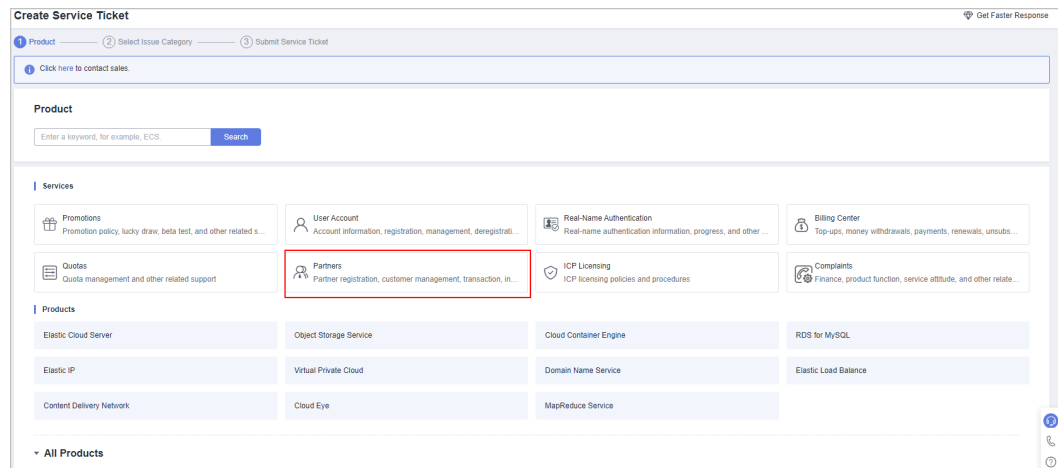 Create Service Ticket
Get Faster Response
1 Product
2 Select Issue Category
3 Submit Service Ticket
Click here to contact sales.
Product
Enter a keyword, for example, ECS.
Search
Services
Promotions
Promotion policy, lucky draw, beta test, and other related s...
User Account
Account information, registration, management, deregistrati...
Real-Name Authentication
Real-name authentication information, progress, and other ...
Billing Center
Top-ups, money withdrawals, payments, renewals, unsubs...
Quotas
Quota management and other related support
Partners
Partner registration, customer management, transaction, in...
ICP Licensing
ICP licensing policies and procedures
Complaints
Finance, product function, service attitude, and other relate...
Products
Elastic Cloud Server
Object Storage Service
Cloud Container Engine
RDS for MySQL
Elastic IP
Virtual Private Cloud
Domain Name Service
Elastic Load Balance
Content Delivery Network
Cloud Eye
MapReduce Service
All Products